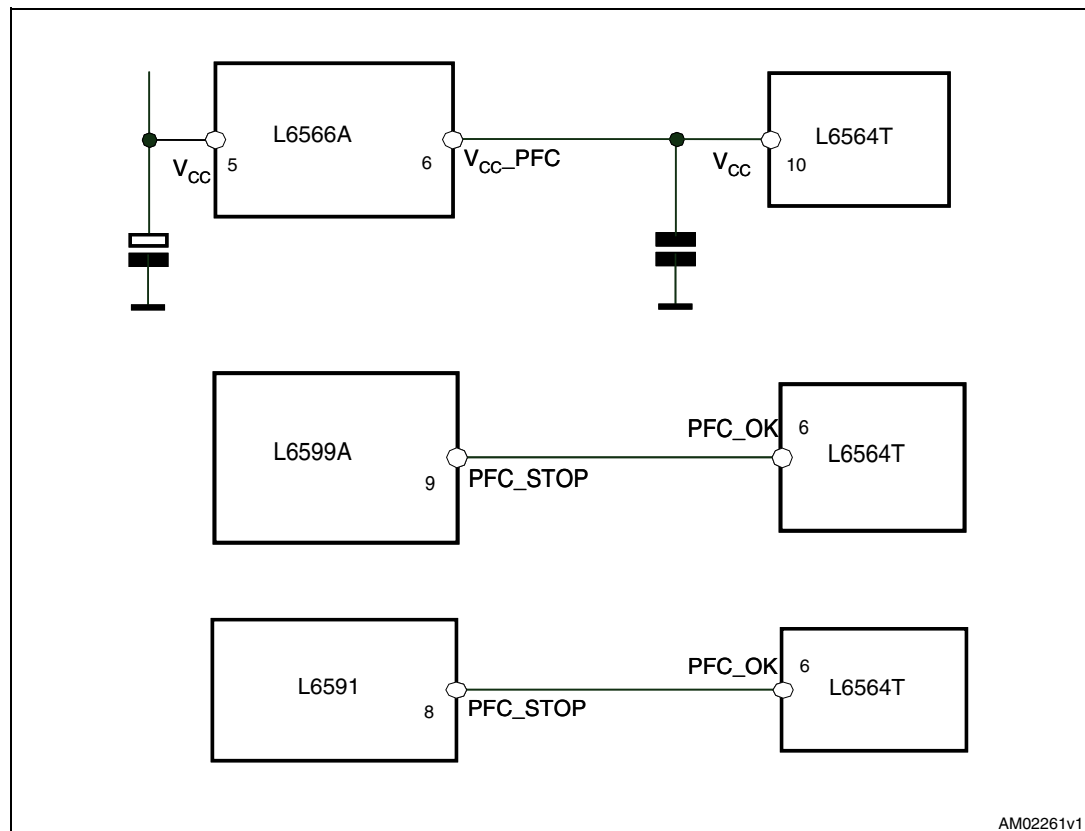 L6566A
L6564T
V_CC 5
6 V_CC_PFC
V_CC 10
L6599A
PFC_OK 6
L6564T
9 PFC_STOP
L6591
PFC_OK 6
L6564T
8 PFC_STOP
AM02261v1